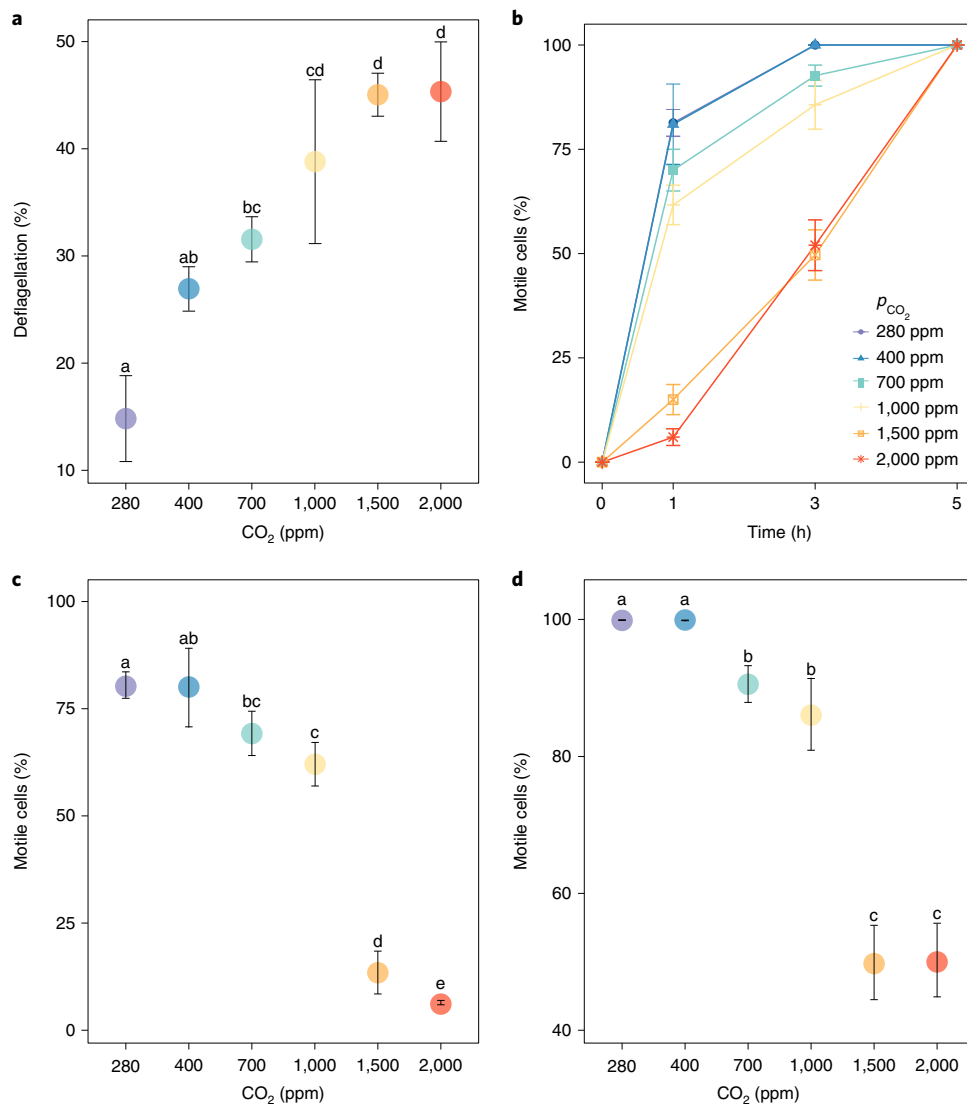 a
50
40
30
20
10
Deflagellation (%)
a
ab
bc
cd
d
d
280
400
700
1,000
1,500
2,000
CO2 (ppm)
b
100
75
50
25
0
Motile cells (%)
pCO2
280 ppm
400 ppm
700 ppm
1,000 ppm
1,500 ppm
2,000 ppm
0
1
3
5
Time (h)
c
100
75
50
25
0
Motile cells (%)
a
ab
bc
c
d
e
280
400
700
1,000
1,500
2,000
CO2 (ppm)
d
100
80
60
40
Motile cells (%)
a
a
b
b
c
c
280
400
700
1,000
1,500
2,000
CO2 (ppm)